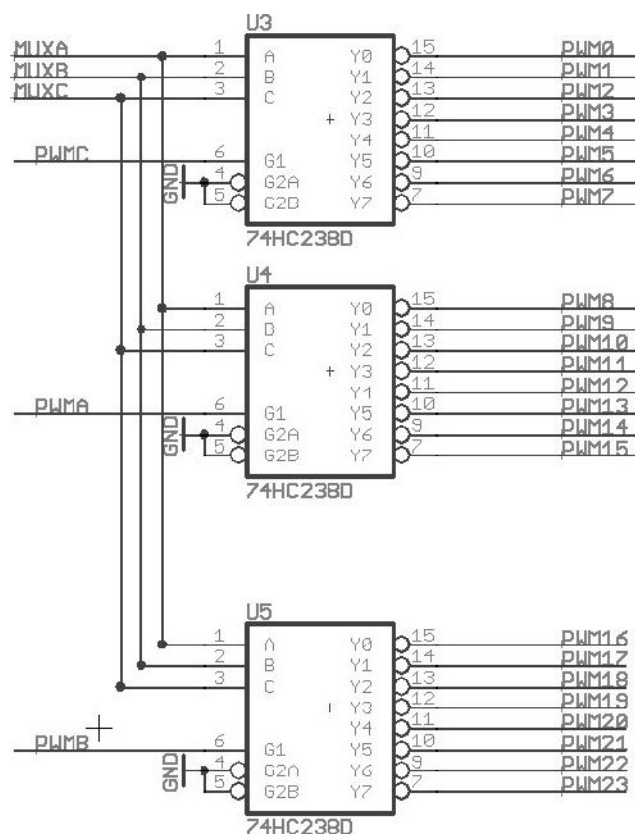 U3
MUXA 1 A Y0 15 PWM0
MUXB 2 B Y1 14 PWM1
MUXC 3 C Y2 13 PWM2
+ Y3 12 PWM3
Y4 11 PWM4
PWMC 6 G1 Y5 10 PWM5
GND 4 G2A Y6 9 PWM6
5 G2B Y7 7 PWM7
74HC238D
U4
1 A Y0 15 PWM8
2 B Y1 14 PWM9
3 C Y2 13 PWM10
+ Y3 12 PWM11
Y4 11 PWM12
PWMA 6 G1 Y5 10 PWM13
GND 4 G2A Y6 9 PWM14
5 G2B Y7 7 PWM15
74HC238D
U5
1 A Y0 15 PWM16
2 B Y1 14 PWM17
3 C Y2 13 PWM18
Y3 12 PWM19
Y4 11 PWM20
PWMB 6 G1 Y5 10 PWM21
GND 4 G2A Y6 9 PWM22
5 G2B Y7 7 PWM23
74HC238D